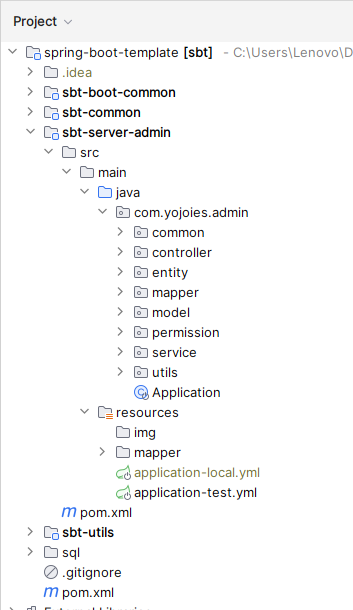 Project
spring-boot-template [sbt] - C:\Users\Lenovo\D
.idea
sbt-boot-common
sbt-common
sbt-server-admin
src
main
java
com.yojoies.admin
common
controller
entity
mapper
model
permission
service
utils
Application
resources
img
mapper
application-local.yml
application-test.yml
pom.xml
sbt-utils
sql
.gitignore
pom.xml